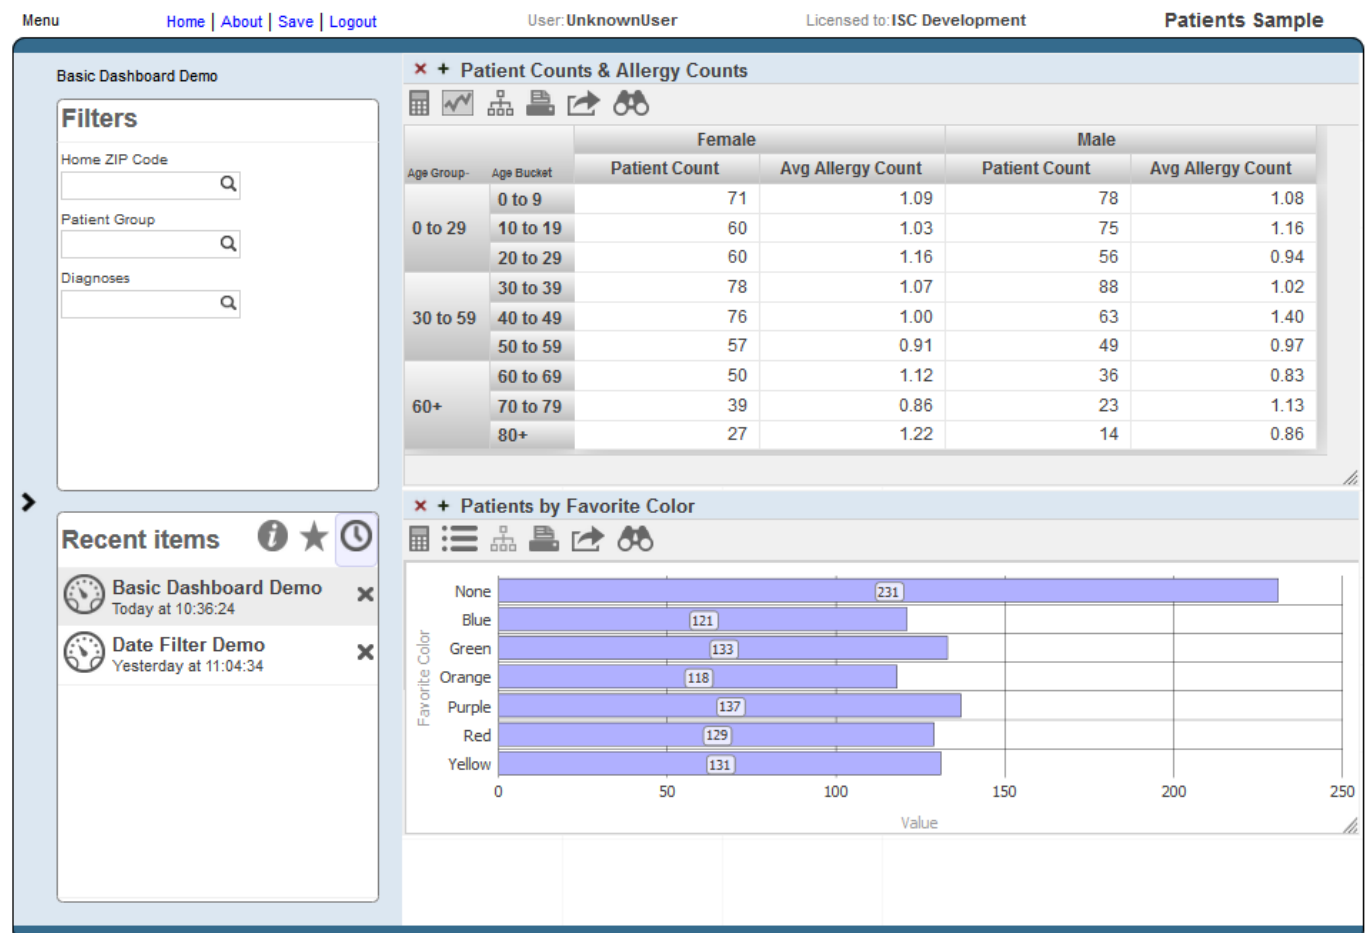 Menu Home | About | Save | Logout User:UnknownUser Licensed to:ISC Development Patients Sample
Basic Dashboard Demo
Filters
Home ZIP Code
Patient Group
Diagnoses
Recent items
Basic Dashboard Demo
Today at 10:36:24
Date Filter Demo
Yesterday at 11:04:34
Patient Counts & Allergy Counts
Female Male
Age Group- Age Bucket Patient Count Avg Allergy Count Patient Count Avg Allergy Count
0 to 9 71 1.09 78 1.08
0 to 29 10 to 19 60 1.03 75 1.16
20 to 29 60 1.16 56 0.94
30 to 39 78 1.07 88 1.02
30 to 59 40 to 49 76 1.00 63 1.40
50 to 59 57 0.91 49 0.97
60 to 69 50 1.12 36 0.83
60+ 70 to 79 39 0.86 23 1.13
80+ 27 1.22 14 0.86
Patients by Favorite Color
Favorite Color
None 231
Blue 121
Green 133
Orange 118
Purple 137
Red 129
Yellow 131
0 50 100 150 200 250
Value